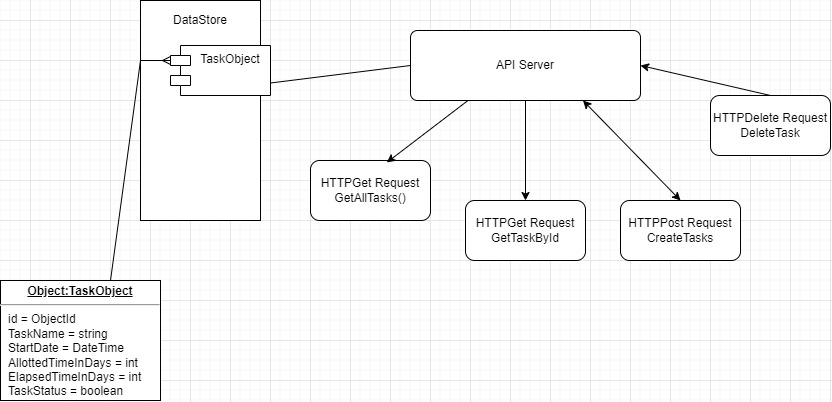 DataStore
TaskObject
API Server
HTTPDelete Request
DeleteTask
HTTPGet Request
GetAllTasks()
HTTPGet Request
GetTaskById
HTTPPost Request
CreateTasks
Object:TaskObject
id = ObjectId
TaskName = string
StartDate = DateTime
AllottedTimeInDays = int
ElapsedTimeInDays = int
TaskStatus = boolean